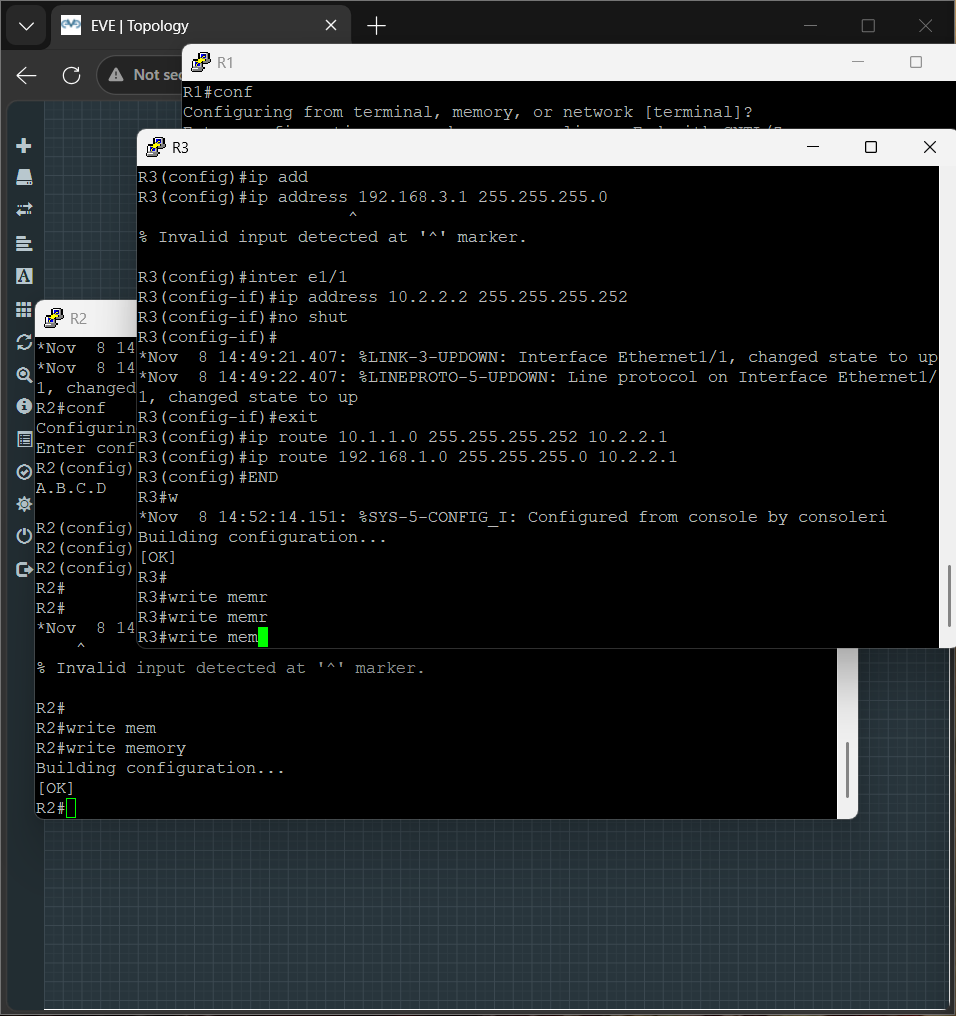 EVE | Topology
Not sec
R1
R1#conf
Configuring from terminal, memory, or network [terminal]?
R3
R3(config)#ip add
R3(config)#ip address 192.168.3.1 255.255.255.0
^
% Invalid input detected at '^' marker.
R3(config)#inter e1/1
R3(config-if)#ip address 10.2.2.2 255.255.255.252
R3(config-if)#no shut
R3(config-if)#
*Nov  8 14:49:21.407: %LINK-3-UPDOWN: Interface Ethernet1/1, changed state to up
*Nov  8 14:49:22.407: %LINEPROTO-5-UPDOWN: Line protocol on Interface Ethernet1/
1, changed state to up
R3(config-if)#exit
R3(config)#ip route 10.1.1.0 255.255.255.252 10.2.2.1
R3(config)#ip route 192.168.1.0 255.255.255.0 10.2.2.1
R3(config)#END
R3#w
*Nov  8 14:52:14.151: %SYS-5-CONFIG_I: Configured from console by consoleri
Building configuration...
[OK]
R3#
R3#write memr
R3#write memr
R3#write mem
R2
*Nov  8 14
*Nov  8 14
1, changed
R2#conf
Configurin
Enter conf
R2(config)
A.B.C.D
R2(config)
R2(config)
R2(config)
R2#
R2#
*Nov  8 14
^
% Invalid input detected at '^' marker.
R2#
R2#write mem
R2#write memory
Building configuration...
[OK]
R2#